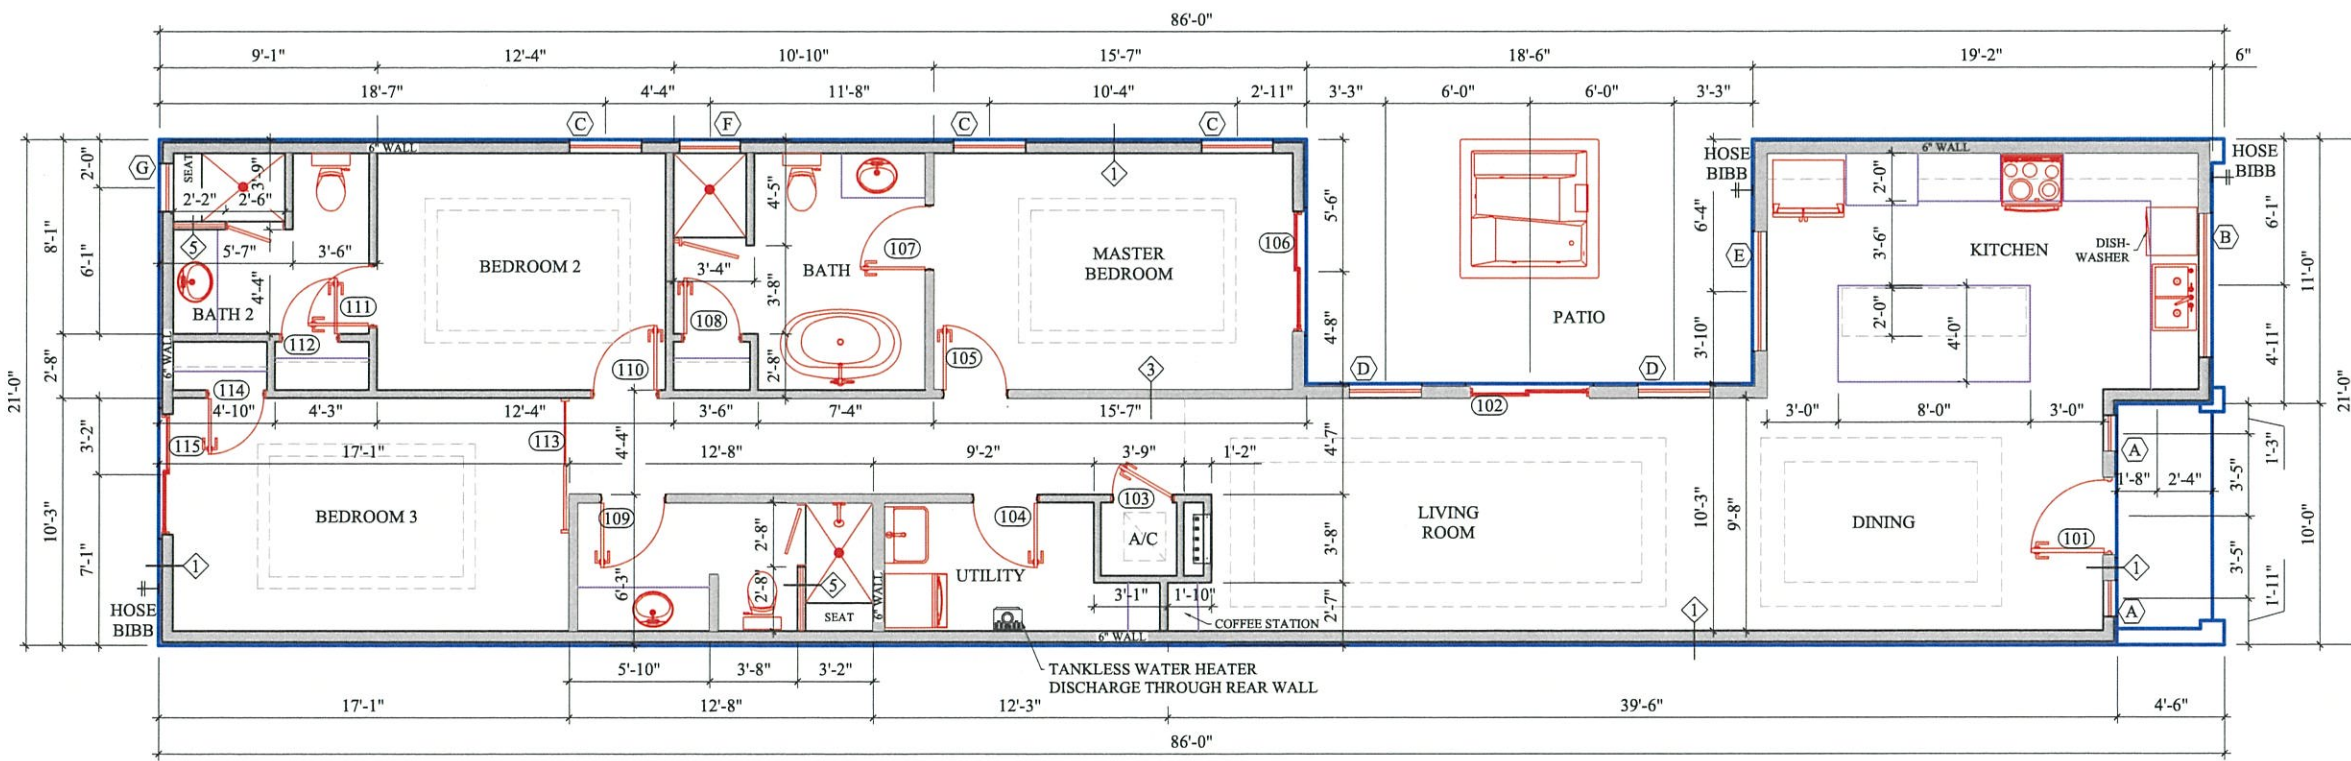 86'-0"
9'-1" 12'-4" 10'-10" 15'-7" 18'-6" 19'-2" 6"
18'-7" 4'-4" 11'-8" 10'-4" 2'-11" 3'-3" 6'-0" 6'-0" 3'-3"
C F C C
6" WALL 6" WALL
HOSE BIBB
HOSE BIBB
G
SEAT
2'-0"
3'-9"
2'-2" 2'-6"
4'-5"
1
5'-6"
6'-4"
2'-0"
6'-1"
8'-1"
6'-1"
5
5'-7" 3'-6"
107
106
E
3'-6"
KITCHEN
DISH-
WASHER
B
BEDROOM 2
3'-4"
BATH
MASTER
BEDROOM
11'-0"
4'-4"
3'-8"
BATH 2
111
108
PATIO
2'-0"
4'-0"
4'-8"
3'-10"
4'-11"
112
105
6" WALL
2'-8"
110
2'-8"
3
D D
21'-0"
21'-0"
114
102
4'-10" 4'-3" 12'-4" 3'-6" 7'-4" 15'-7"
3'-0" 8'-0" 3'-0"
3'-2"
115
113
4'-4"
4'-7"
A
1'-3"
17'-1" 12'-8" 9'-2" 3'-9" 1'-2"
1'-8" 2'-4"
3'-5"
103
BEDROOM 3
109
104
LIVING
ROOM
10'-3"
9'-8"
DINING
10'-3"
2'-8"
A/C
3'-8"
101
3'-5"
10'-0"
7'-1"
1
UTILITY
1
6'-3"
2'-8"
5
6" WALL
3'-1" 1'-10"
2'-7"
1
A
1'-11"
HOSE
BIBB
SEAT
COFFEE STATION
6" WALL
5'-10" 3'-8" 3'-2"
TANKLESS WATER HEATER
DISCHARGE THROUGH REAR WALL
17'-1" 12'-8" 12'-3" 39'-6" 4'-6"
86'-0"